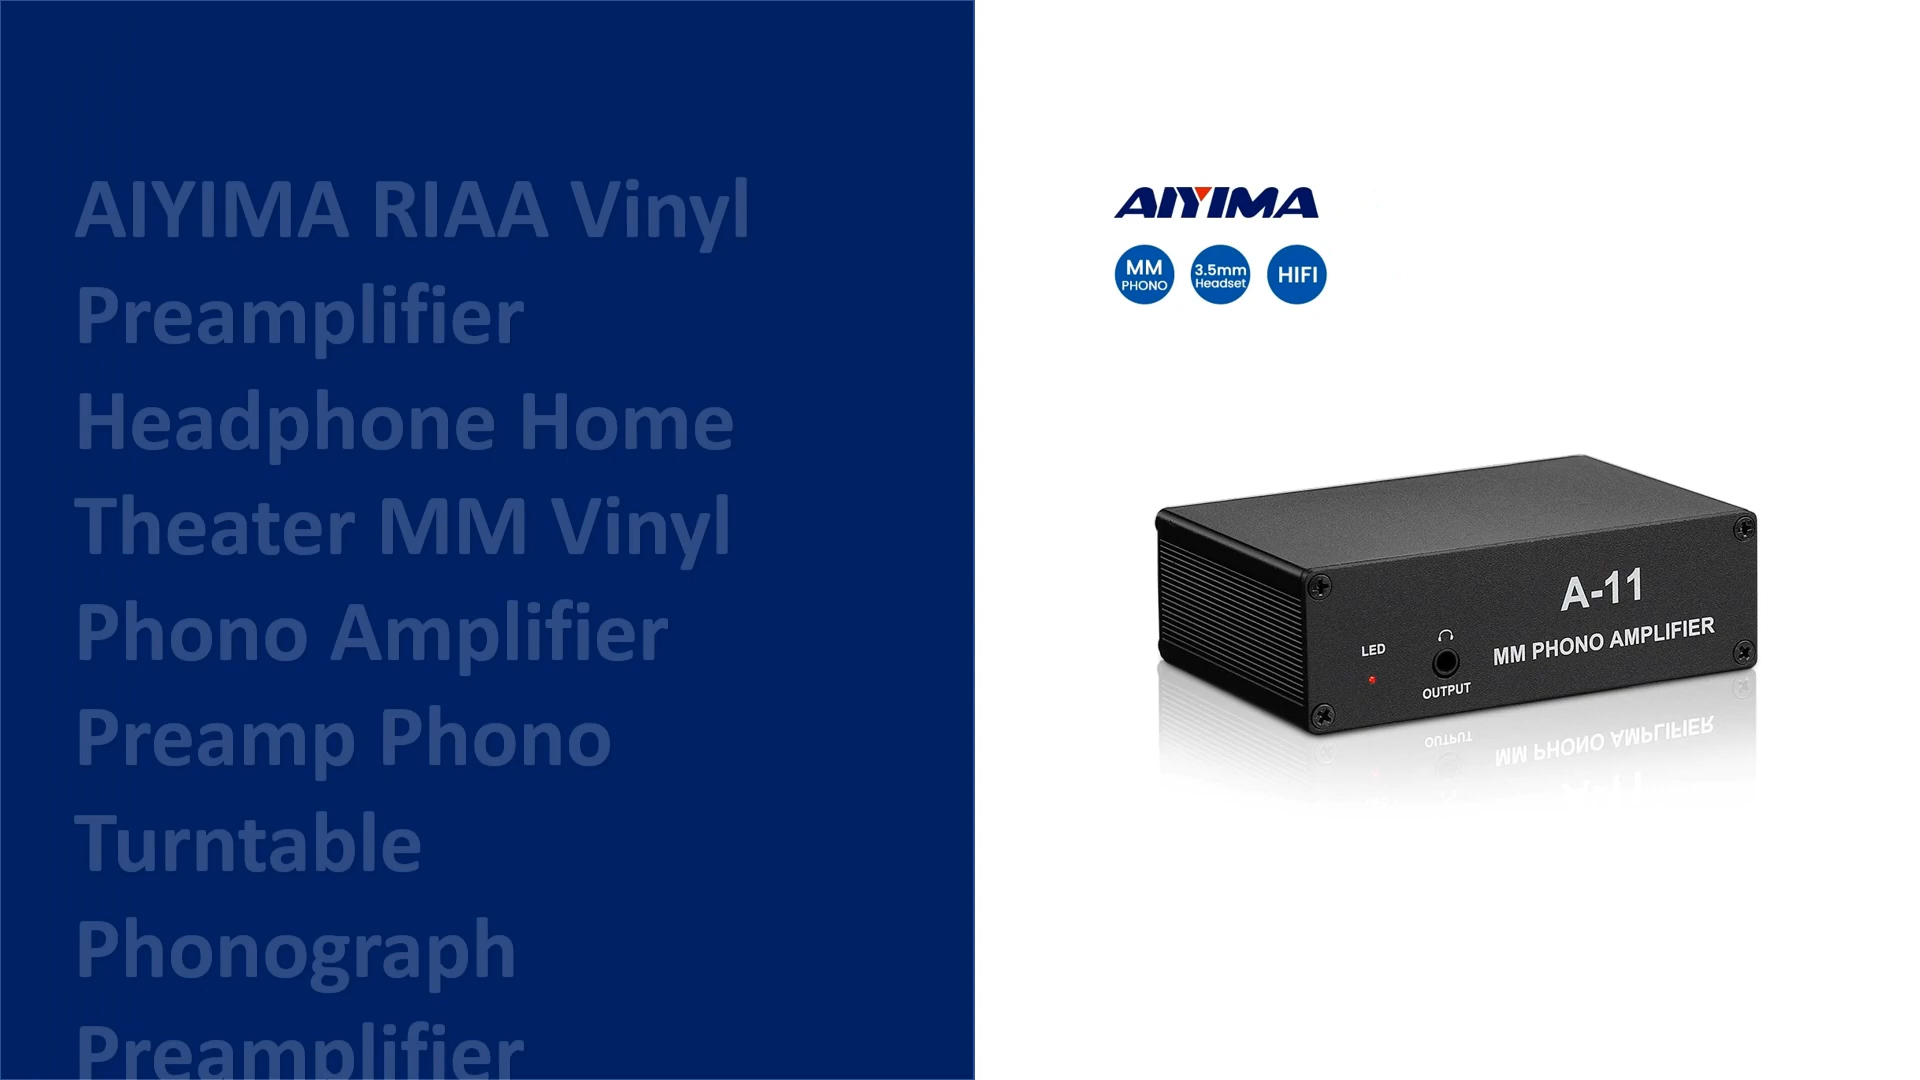 AIYIMA RIAA Vinyl
Preamplifier
Headphone Home
Theater MM Vinyl
Phono Amplifier
Preamp Phono
Turntable
Phonograph
Preamplifier
AIYIMA
MM
PHONO
3.5mm
Headset
HIFI
A-11
MM PHONO AMPLIFIER
LED
OUTPUT